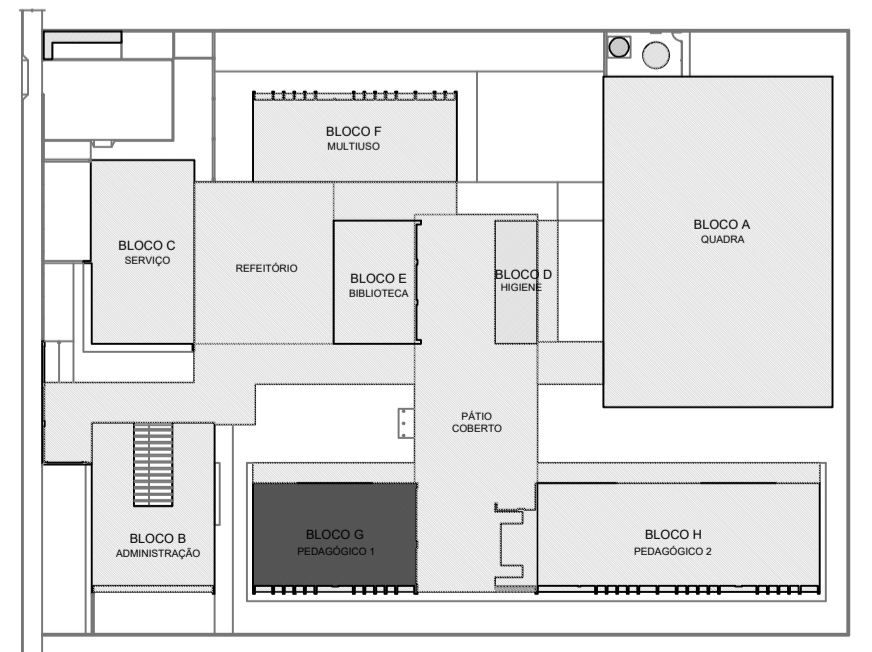 BLOCO F
MULTIUSO
BLOCO A
QUADRA
BLOCO C
SERVIÇO
REFEITÓRIO
BLOCO E
BIBLIOTECA
BLOCO D
HIGIENE
PÁTIO
COBERTO
BLOCO B
ADMINISTRAÇÃO
BLOCO G
PEDAGÓGICO 1
BLOCO H
PEDAGÓGICO 2